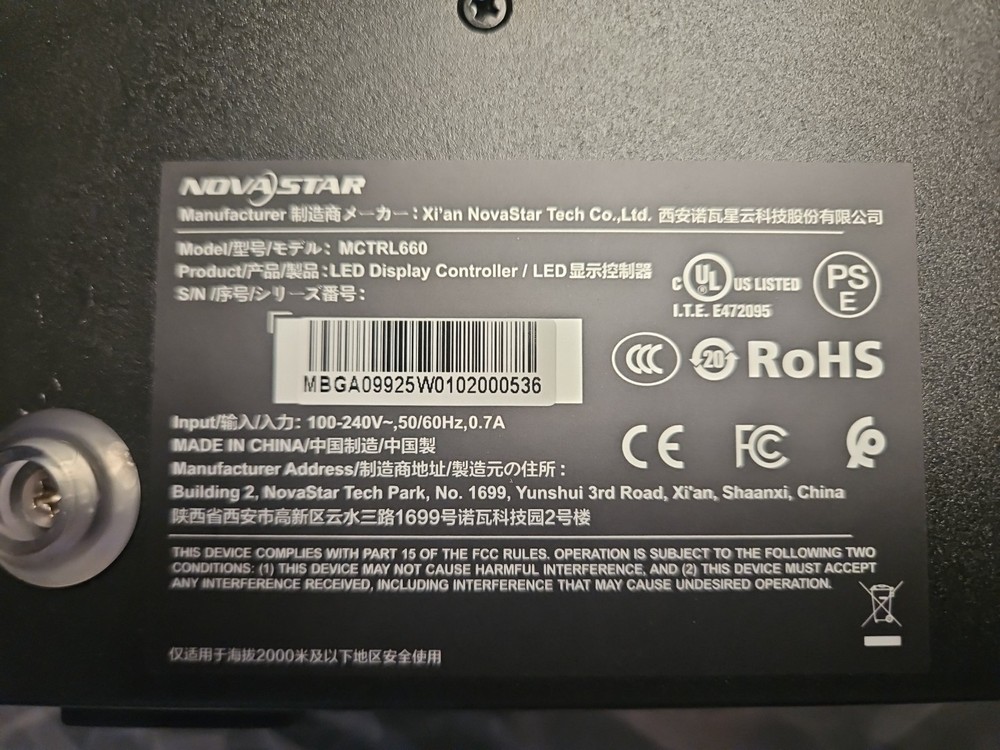 NOVASTAR
Manufacturer 制造商メーカー：Xi'an NovaStar Tech Co.,Ltd. 西安诺瓦星云科技股份有限公司
Model/型号/モデル：MCTRL660
Product/产品/製品：LED Display Controller / LED显示控制器
S/N /序号/シリーズ番号：
C UL US LISTED
I.T.E. E472095
PS
E
MBGA09925W0102000536
CCC
20
RoHS
Input/输入/入力：100-240V~,50/60Hz,0.7A
MADE IN CHINA/中国制造/中国製
CE
FC
Manufacturer Address/制造商地址/製造元の住所：
Building 2, NovaStar Tech Park, No. 1699, Yunshui 3rd Road, Xi'an, Shaanxi, China
陕西省西安市高新区云水三路1699号诺瓦科技园2号楼
THIS DEVICE COMPLIES WITH PART 15 OF THE FCC RULES. OPERATION IS SUBJECT TO THE FOLLOWING TWO
CONDITIONS: (1) THIS DEVICE MAY NOT CAUSE HARMFUL INTERFERENCE, AND (2) THIS DEVICE MUST ACCEPT
ANY INTERFERENCE RECEIVED, INCLUDING INTERFERENCE THAT MAY CAUSE UNDESIRED OPERATION.
仅适用于海拔2000米及以下地区安全使用